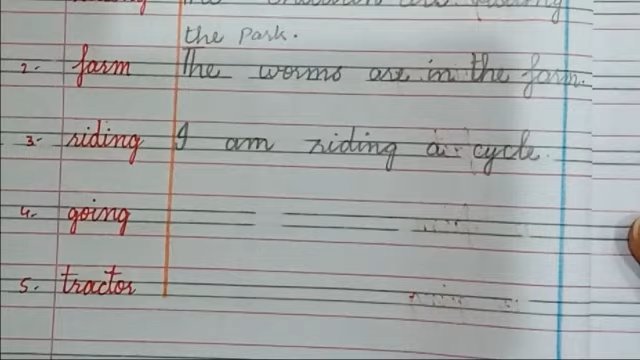 the park.
2. farm The worms are in the farm.
3. riding I am riding a cycle.
4. going
5. tractor